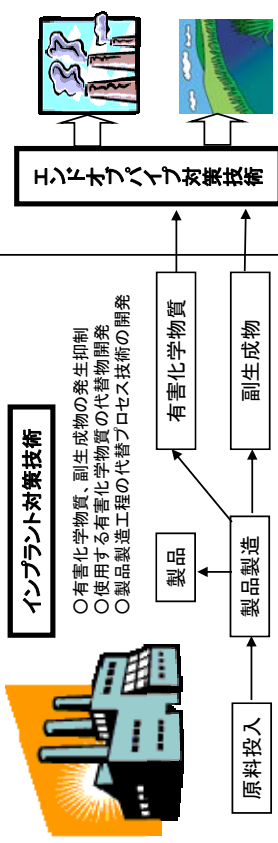 インプラント対策技術
○有害化学物質、副生成物の発生抑制
○使用する有害化学物質の代替物開発
○製品製造工程の代替プロセス技術の開発
原料投入
製品製造
製品
有害化学物質
副生成物
エンドオブパイプ対策技術